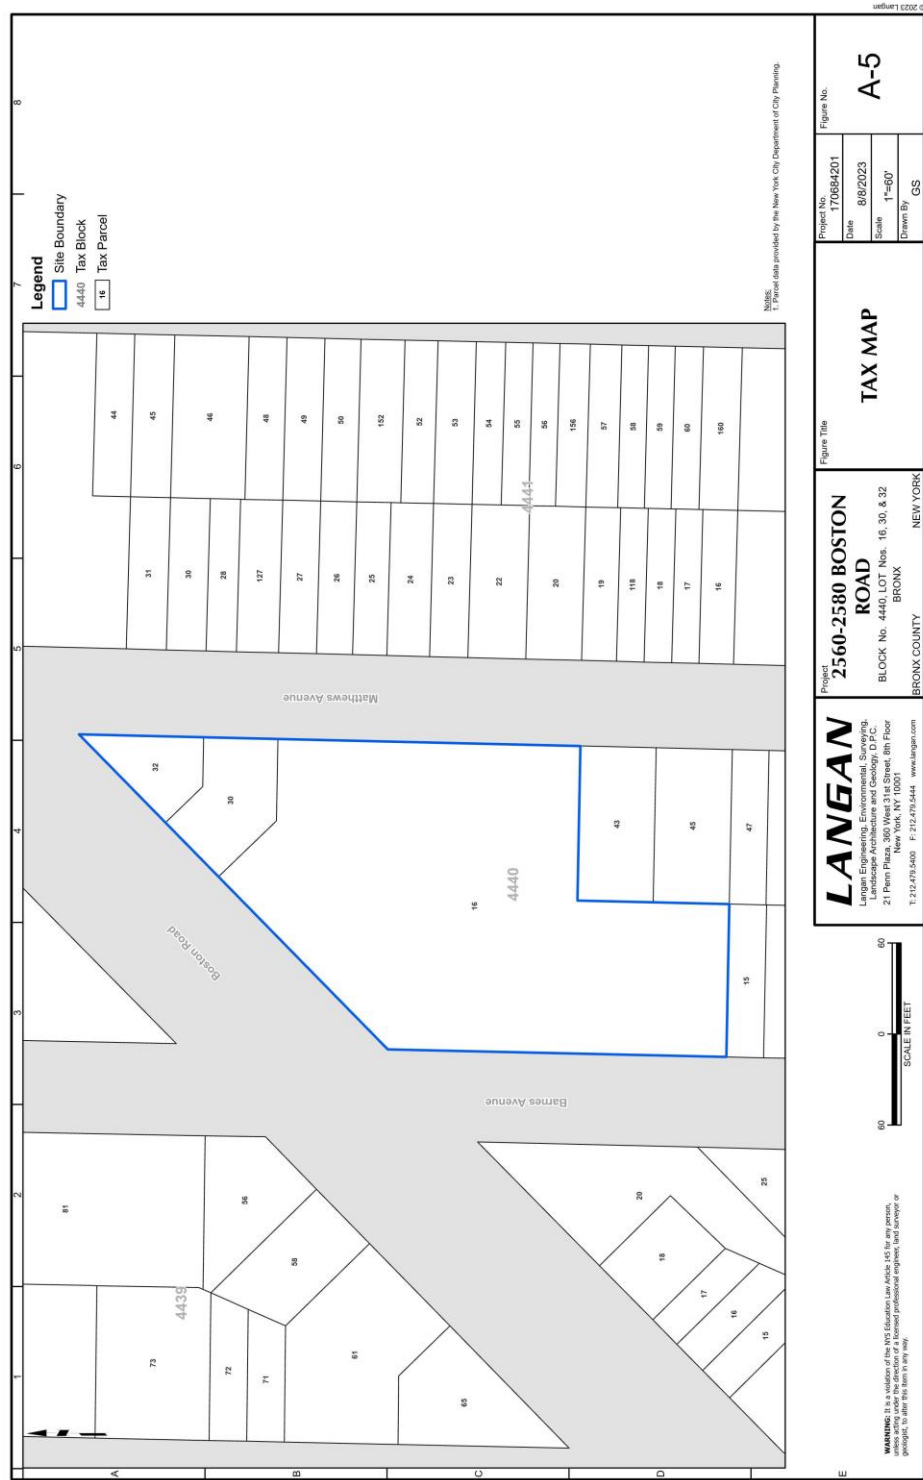 1
2
3
4
5
6
7
8
A
B
C
D
E
Legend
Site Boundary
4440 Tax Block
16 Tax Parcel
Notes:
1. Parcel data provided by the New York City Department of City Planning.
81
73
72
71
4439
56
58
61
65
20
18
17
16
15
25
Boston Road
Barnes Avenue
Matthews Avenue
32
30
16
4440
43
45
47
15
31
30
28
127
27
26
25
24
23
22
20
19
118
18
17
16
4441
44
45
46
48
49
50
152
52
53
54
55
56
156
57
58
59
60
160
WARNING: It is a violation of the NYS Education Law Article 145 for any person,
unless acting under the direction of a licensed professional engineer, land surveyor or
geologist, to alter this item in any way.
60 0 60
SCALE IN FEET
LANGAN
Langan Engineering, Environmental, Surveying,
Landscape Architecture and Geology, D.P.C.
21 Penn Plaza, 360 West 31st Street, 8th Floor
New York, NY 10001
T: 212.479.5400 F: 212.479.5444 www.langan.com
Project
2560-2580 BOSTON
ROAD
BLOCK No. 4440, LOT Nos. 16, 30, & 32
BRONX
BRONX COUNTY NEW YORK
Figure Title
TAX MAP
Project No.
170684201
Date
8/8/2023
Scale
1"=60'
Drawn By
GS
Figure No.
A-5
© 2023 Langan